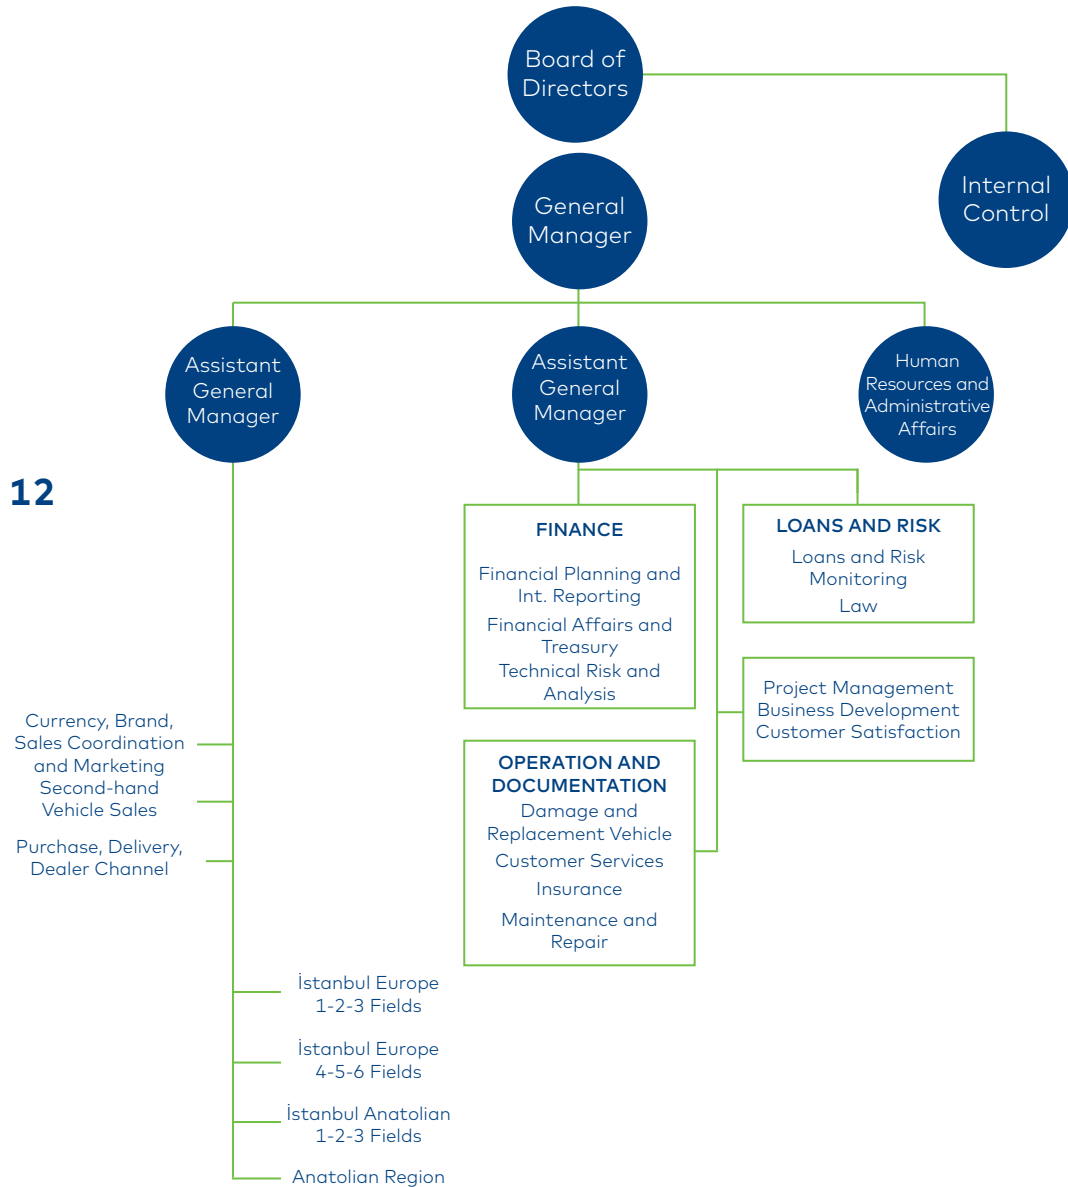 Board of
Directors
Internal
Control
General
Manager
Assistant
General
Manager
Assistant
General
Manager
Human
Resources and
Administrative
Affairs
12
FINANCE
Financial Planning and
Int. Reporting
Financial Affairs and
Treasury
Technical Risk and
Analysis
LOANS AND RISK
Loans and Risk
Monitoring
Law
Project Management
Business Development
Customer Satisfaction
OPERATION AND
DOCUMENTATION
Damage and
Replacement Vehicle
Customer Services
Insurance
Maintenance and
Repair
Currency, Brand,
Sales Coordination
and Marketing
Second-hand
Vehicle Sales
Purchase, Delivery,
Dealer Channel
İstanbul Europe
1-2-3 Fields
İstanbul Europe
4-5-6 Fields
İstanbul Anatolian
1-2-3 Fields
Anatolian Region